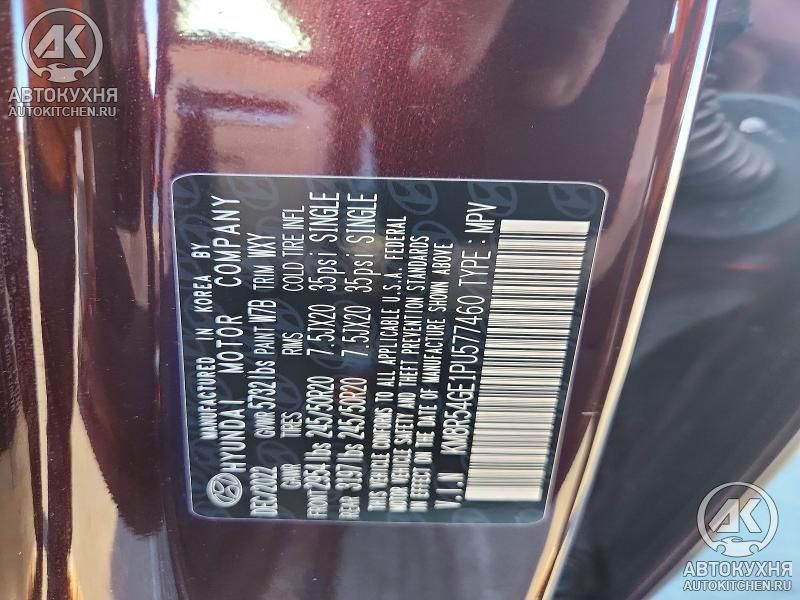 АК
АВТОКУХНЯ
AUTOKITCHEN.RU
MANUFACTURED IN KOREA BY
HYUNDAI MOTOR COMPANY
DEC/2022 GVWR 5732 lbs PAINT W7B TRIM WXY
GAWR TIRES RIMS COLD TIRE INFL
FRONT 2954 lbs 245/50R20 7.5JX20 35psi SINGLE
REAR 3197 lbs 245/50R20 7.5JX20 35psi SINGLE
THIS VEHICLE CONFORMS TO ALL APPLICABLE U.S.A. FEDERAL
MOTOR VEHICLE SAFETY AND THEFT PREVENTION STANDARDS
IN EFFECT ON THE DATE OF MANUFACTURE SHOWN ABOVE
V.I.N : KM8R54GE1PU577460 TYPE : MPV
АК
АВТОКУХНЯ
AUTOKITCHEN.RU